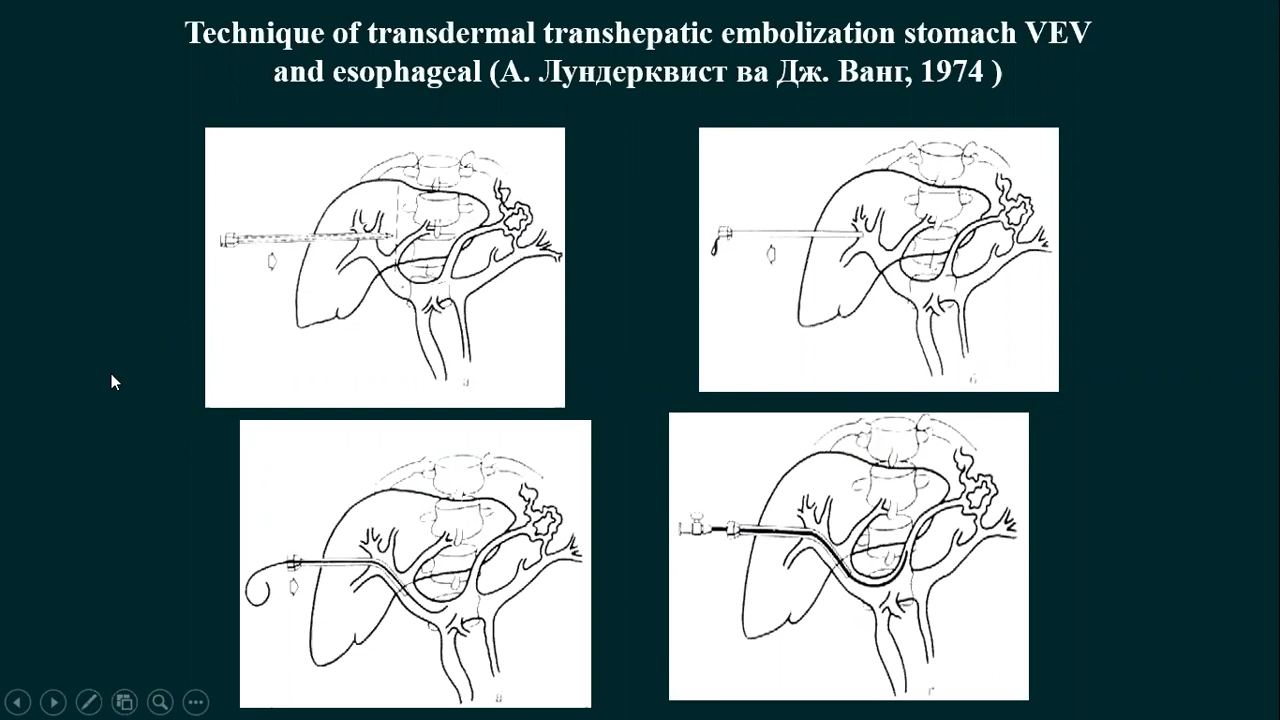 Technique of transdermal transhepatic embolization stomach VEV
and esophageal (А. Лундерквист ва Дж. Ванг, 1974 )
а
б
г